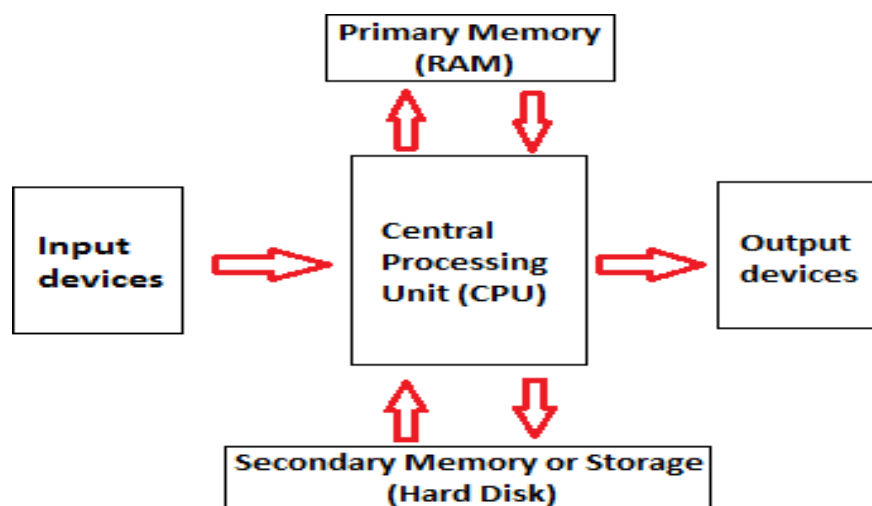 Primary Memory
(RAM)
Input
devices
Central
Processing
Unit (CPU)
Output
devices
Secondary Memory or Storage
(Hard Disk)